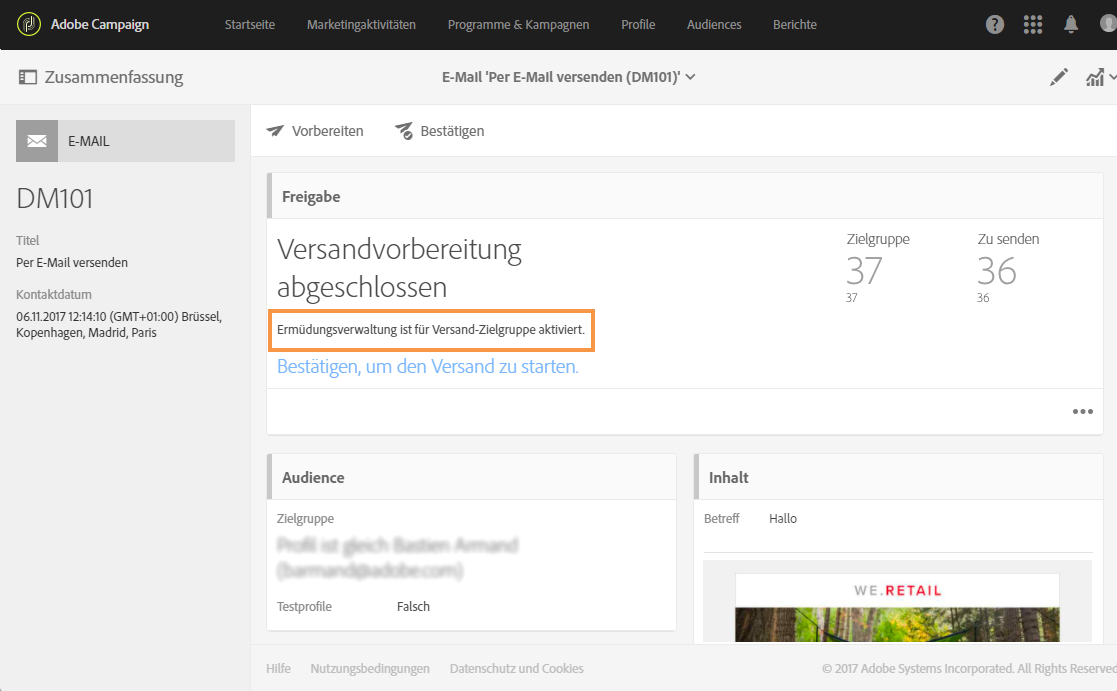 Adobe Campaign
Startseite
Marketingaktivitäten
Programme & Kampagnen
Profile
Audiences
Berichte
Zusammenfassung
E-Mail 'Per E-Mail versenden (DM101)'
E-MAIL
DM101
Titel
Per E-Mail versenden
Kontaktdatum
06.11.2017 12:14:10 (GMT+01:00) Brüssel,
Kopenhagen, Madrid, Paris
Vorbereiten
Bestätigen
Freigabe
Versandvorbereitung
abgeschlossen
Ermüdungsverwaltung ist für Versand-Zielgruppe aktiviert.
Bestätigen, um den Versand zu starten.
Zielgruppe
37
37
Zu senden
36
36
Audience
Zielgruppe
Profil ist gleich Bastien Armand
(barmand@adobe.com)
Testprofile
Falsch
Inhalt
Betreff
Hallo
WE.RETAIL
Hilfe
Nutzungsbedingungen
Datenschutz und Cookies
© 2017 Adobe Systems Incorporated. All Rights Reserved